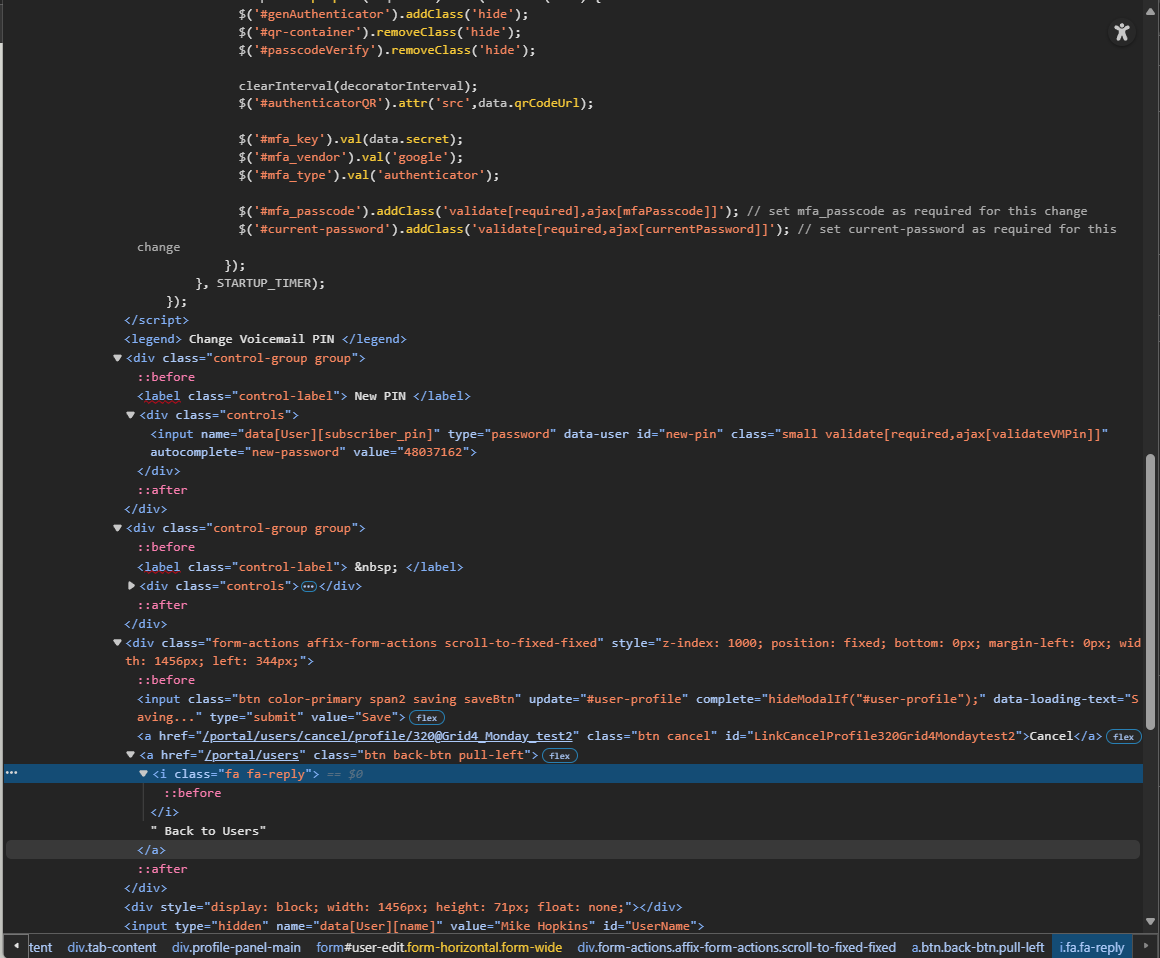 $('#genAuthenticator').addClass('hide');
$('#qr-container').removeClass('hide');
$('#passcodeVerify').removeClass('hide');
clearInterval(decoratorInterval);
$('#authenticatorQR').attr('src',data.qrCodeUrl);
$('#mfa_key').val(data.secret);
$('#mfa_vendor').val('google');
$('#mfa_type').val('authenticator');
$('#mfa_passcode').addClass('validate[required],ajax[mfaPasscode]]'); // set mfa_passcode as required for this change
$('#current-password').addClass('validate[required,ajax[currentPassword]]'); // set current-password as required for this
change
});
}, STARTUP_TIMER);
});
</script>
<legend> Change Voicemail PIN </legend>
<div class="control-group group">
::before
<label class="control-label"> New PIN </label>
<div class="controls">
<input name="data[User][subscriber_pin]" type="password" data-user id="new-pin" class="small validate[required,ajax[validateVMPin]]"
autocomplete="new-password" value="48037162">
</div>
::after
</div>
<div class="control-group group">
::before
<label class="control-label"> &nbsp; </label>
<div class="controls">…</div>
::after
</div>
<div class="form-actions affix-form-actions scroll-to-fixed-fixed" style="z-index: 1000; position: fixed; bottom: 0px; margin-left: 0px; wid
th: 1456px; left: 344px;">
::before
<input class="btn color-primary span2 saving saveBtn" update="#user-profile" complete="hideModalIf("#user-profile");" data-loading-text="S
aving..." type="submit" value="Save"> flex
<a href="/portal/users/cancel/profile/320@Grid4_Monday_test2" class="btn cancel" id="LinkCancelProfile320Grid4Mondaytest2">Cancel</a> flex
<a href="/portal/users" class="btn back-btn pull-left"> flex
<i class="fa fa-reply"> == $0
::before
</i>
" Back to Users"
</a>
::after
</div>
<div style="display: block; width: 1456px; height: 71px; float: none;"></div>
<input type="hidden" name="data[User][name]" value="Mike Hopkins" id="UserName">
tent div.tab-content div.profile-panel-main form#user-edit.form-horizontal.form-wide div.form-actions.affix-form-actions.scroll-to-fixed-fixed a.btn.back-btn.pull-left i.fa.fa-reply